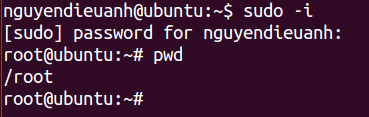 nguyendieuanh@ubuntu:~$ sudo -i
[sudo] password for nguyendieuanh:
root@ubuntu:~# pwd
/root
root@ubuntu:~#